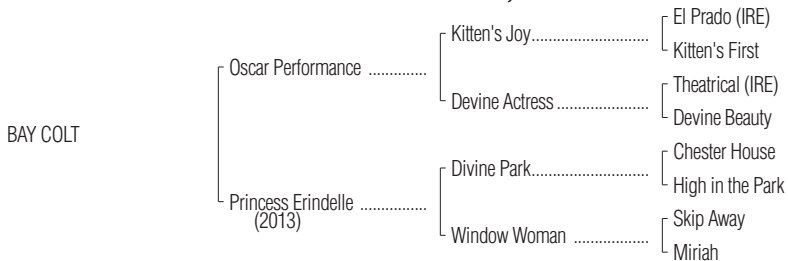 El Prado (IRE)
Kitten's Joy..............................
Kitten's First
Oscar Performance ..............
Theatrical (IRE)
Devine Actress .......................
Devine Beauty
BAY COLT
Chester House
Divine Park..............................
High in the Park
Princess Erindelle ................
(2013)
Skip Away
Window Woman ...................
Miriah